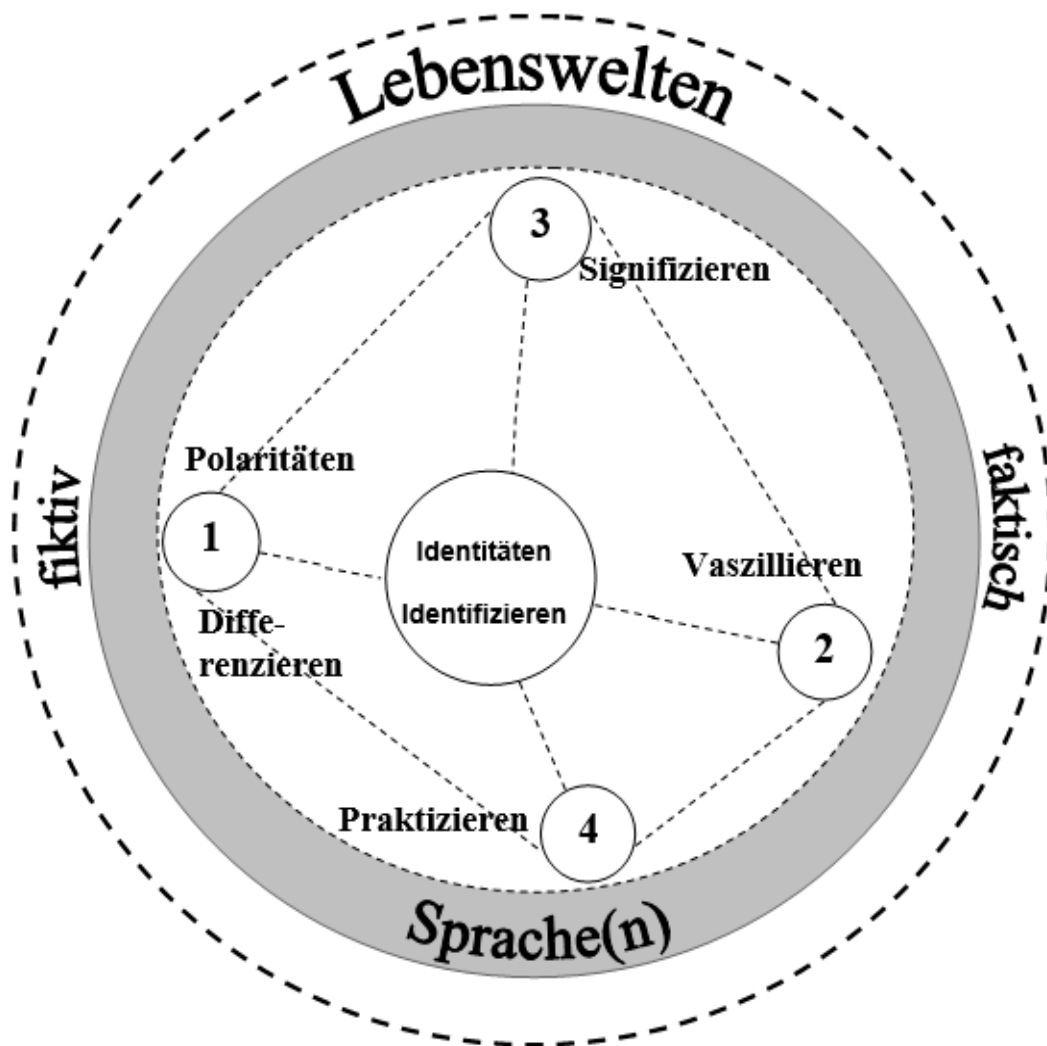 Lebenswelten
3
Signifizieren
Polaritäten
1
fiktiv
faktisch
Identitäten
Identifizieren
Vaszillieren
2
Diffe-
renzieren
Praktizieren
4
Sprache(n)